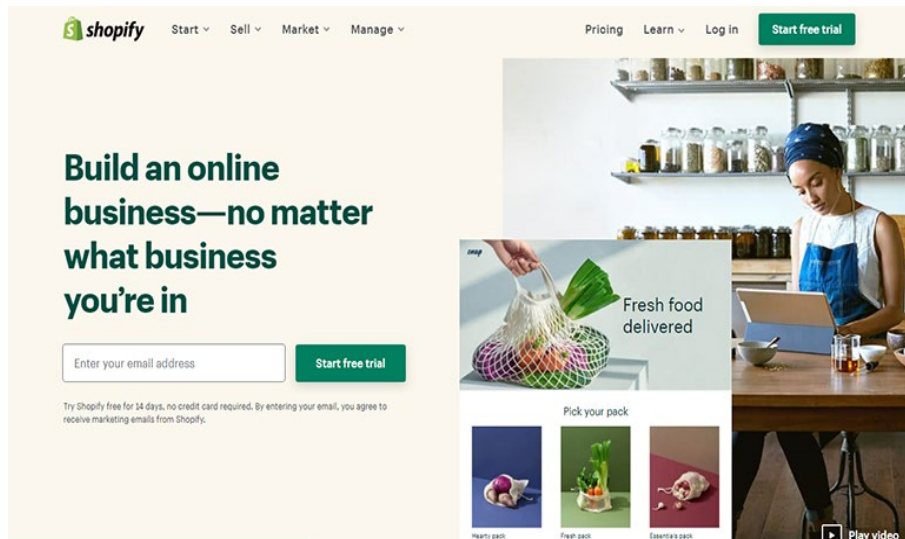 shopify Start Sell Market Manage Pricing Learn Log in Start free trial
Build an online
business—no matter
what business
you’re in
Enter your email address Start free trial
Try Shopify free for 14 days, no credit card required. By entering your email, you agree to
receive marketing emails from Shopify.
Fresh food
delivered
Pick your pack
Hearty pack Fresh pack Essentials pack
Play video